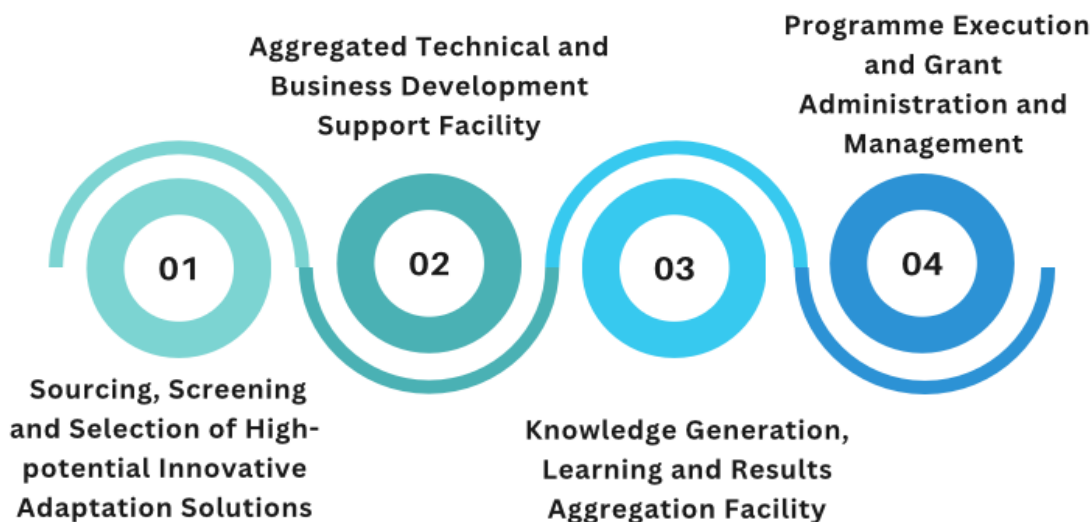 01
Sourcing, Screening
and Selection of High-
potential Innovative
Adaptation Solutions
Aggregated Technical and
Business Development
Support Facility
02
03
Knowledge Generation,
Learning and Results
Aggregation Facility
Programme Execution
and Grant
Administration and
Management
04